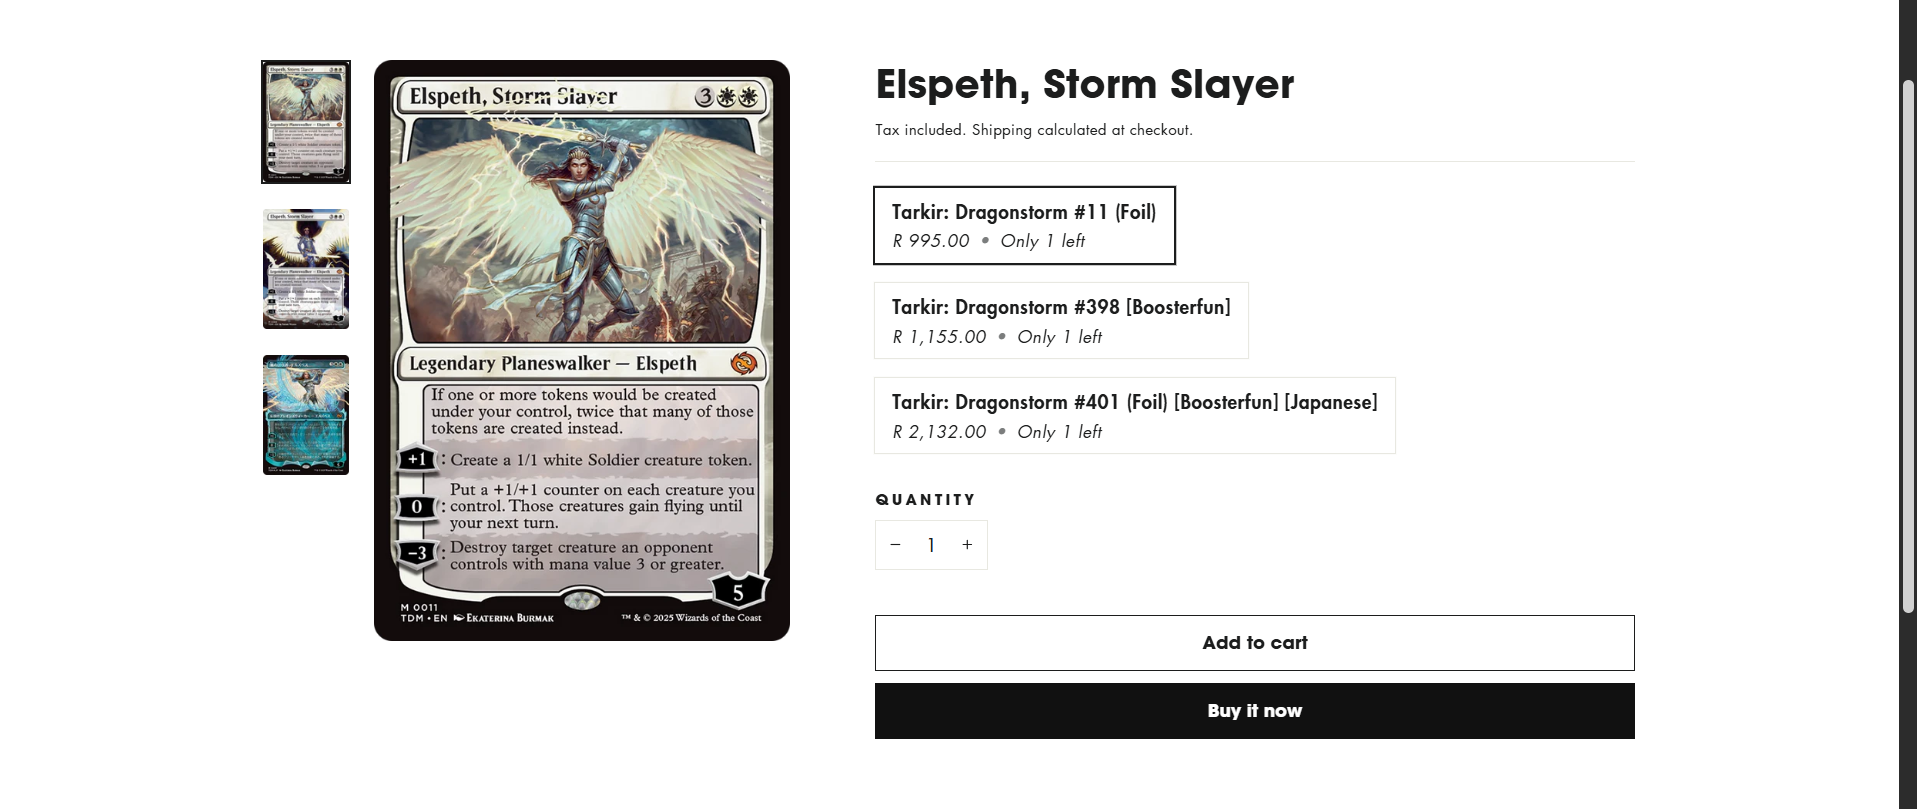 Elspeth, Storm Slayer
3
Legendary Planeswalker — Elspeth
If one or more tokens would be created
under your control, twice that many of those
tokens are created instead.
+1: Create a 1/1 white Soldier creature token.
0: Put a +1/+1 counter on each creature you
control. Those creatures gain flying until
your next turn.
−3: Destroy target creature an opponent
controls with mana value 3 or greater.
5
M 0011
TDM • EN EKATERINA BURMAK
™ & © 2025 Wizards of the Coast
Elspeth, Storm Slayer
Tax included. Shipping calculated at checkout.
Tarkir: Dragonstorm #11 (Foil)
R 995.00 • Only 1 left
Tarkir: Dragonstorm #398 [Boosterfun]
R 1,155.00 • Only 1 left
Tarkir: Dragonstorm #401 (Foil) [Boosterfun] [Japanese]
R 2,132.00 • Only 1 left
QUANTITY
− 1 +
Add to cart
Buy it now